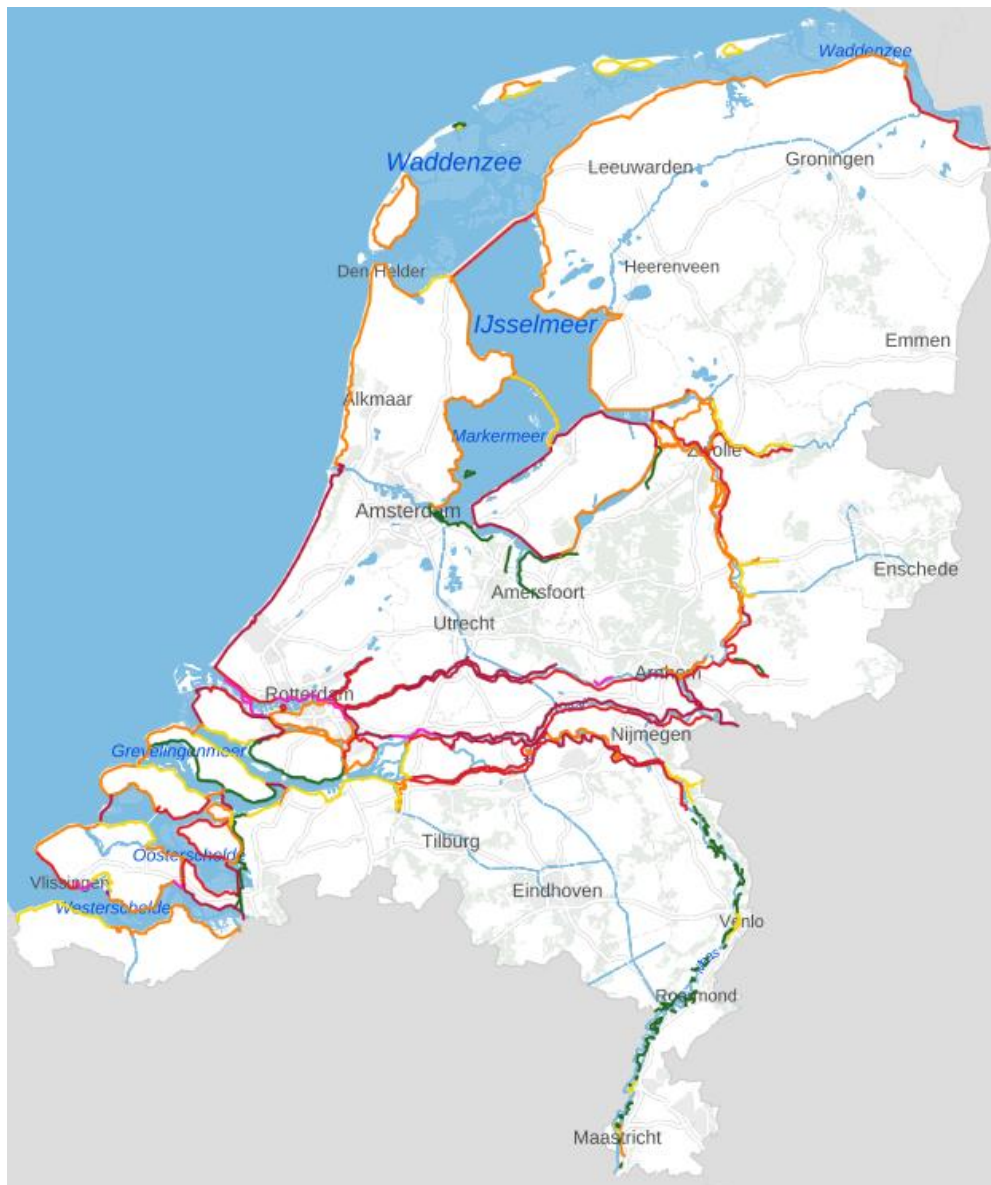 Waddenzee
Waddenzee
Leeuwarden
Groningen
Den Helder
Heerenveen
IJsselmeer
Emmen
Alkmaar
Markermeer
Zwolle
Amsterdam
Enschede
Amersfoort
Utrecht
Arnhem
Rotterdam
Nijmegen
Grevelingenmeer
Tilburg
Oosterschelde
Vlissingen
Eindhoven
Westerschelde
Venlo
Maas
Roermond
Maastricht